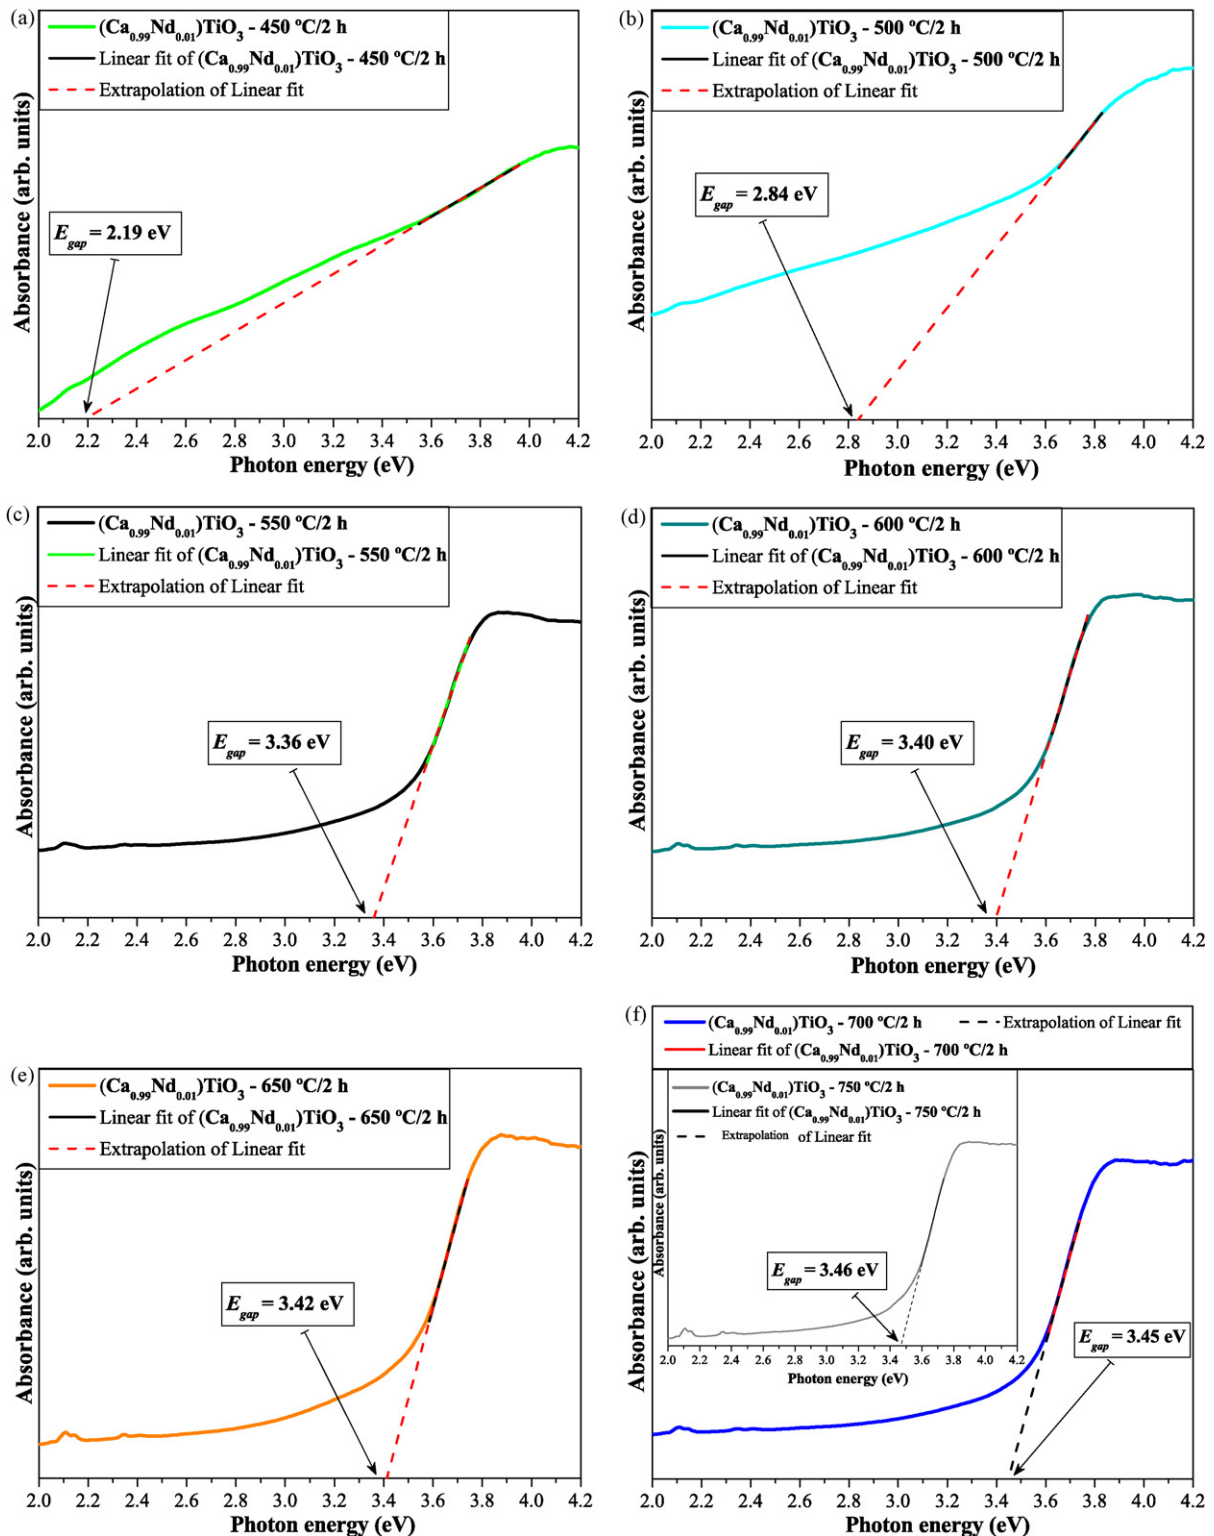 (a)
(Ca0.99Nd0.01)TiO3 - 450 ºC/2 h
Linear fit of (Ca0.99Nd0.01)TiO3 - 450 ºC/2 h
Extrapolation of Linear fit
Absorbance (arb. units)
Egap = 2.19 eV
2.0 2.2 2.4 2.6 2.8 3.0 3.2 3.4 3.6 3.8 4.0 4.2
Photon energy (eV)
(b)
(Ca0.99Nd0.01)TiO3 - 500 ºC/2 h
Linear fit of (Ca0.99Nd0.01)TiO3 - 500 ºC/2 h
Extrapolation of Linear fit
Absorbance (arb. units)
Egap = 2.84 eV
2.0 2.2 2.4 2.6 2.8 3.0 3.2 3.4 3.6 3.8 4.0 4.2
Photon energy (eV)
(c)
(Ca0.99Nd0.01)TiO3 - 550 ºC/2 h
Linear fit of (Ca0.99Nd0.01)TiO3 - 550 ºC/2 h
Extrapolation of Linear fit
Absorbance (arb. units)
Egap = 3.36 eV
2.0 2.2 2.4 2.6 2.8 3.0 3.2 3.4 3.6 3.8 4.0 4.2
Photon energy (eV)
(d)
(Ca0.99Nd0.01)TiO3 - 600 ºC/2 h
Linear fit of (Ca0.99Nd0.01)TiO3 - 600 ºC/2 h
Extrapolation of Linear fit
Absorbance (arb. units)
Egap = 3.40 eV
2.0 2.2 2.4 2.6 2.8 3.0 3.2 3.4 3.6 3.8 4.0 4.2
Photon energy (eV)
(e)
(Ca0.99Nd0.01)TiO3 - 650 ºC/2 h
Linear fit of (Ca0.99Nd0.01)TiO3 - 650 ºC/2 h
Extrapolation of Linear fit
Absorbance (arb. units)
Egap = 3.42 eV
2.0 2.2 2.4 2.6 2.8 3.0 3.2 3.4 3.6 3.8 4.0 4.2
Photon energy (eV)
(f)
(Ca0.99Nd0.01)TiO3 - 700 ºC/2 h
Extrapolation of Linear fit
Linear fit of (Ca0.99Nd0.01)TiO3 - 700 ºC/2 h
(Ca0.99Nd0.01)TiO3 - 750 ºC/2 h
Linear fit of (Ca0.99Nd0.01)TiO3 - 750 ºC/2 h
Extrapolation of Linear fit
Absorbance (arb. units)
Egap = 3.46 eV
2.0 2.2 2.4 2.6 2.8 3.0 3.2 3.4 3.6 3.8 4.0 4.2
Photon energy (eV)
Absorbance (arb. units)
Egap = 3.45 eV
2.0 2.2 2.4 2.6 2.8 3.0 3.2 3.4 3.6 3.8 4.0 4.2
Photon energy (eV)